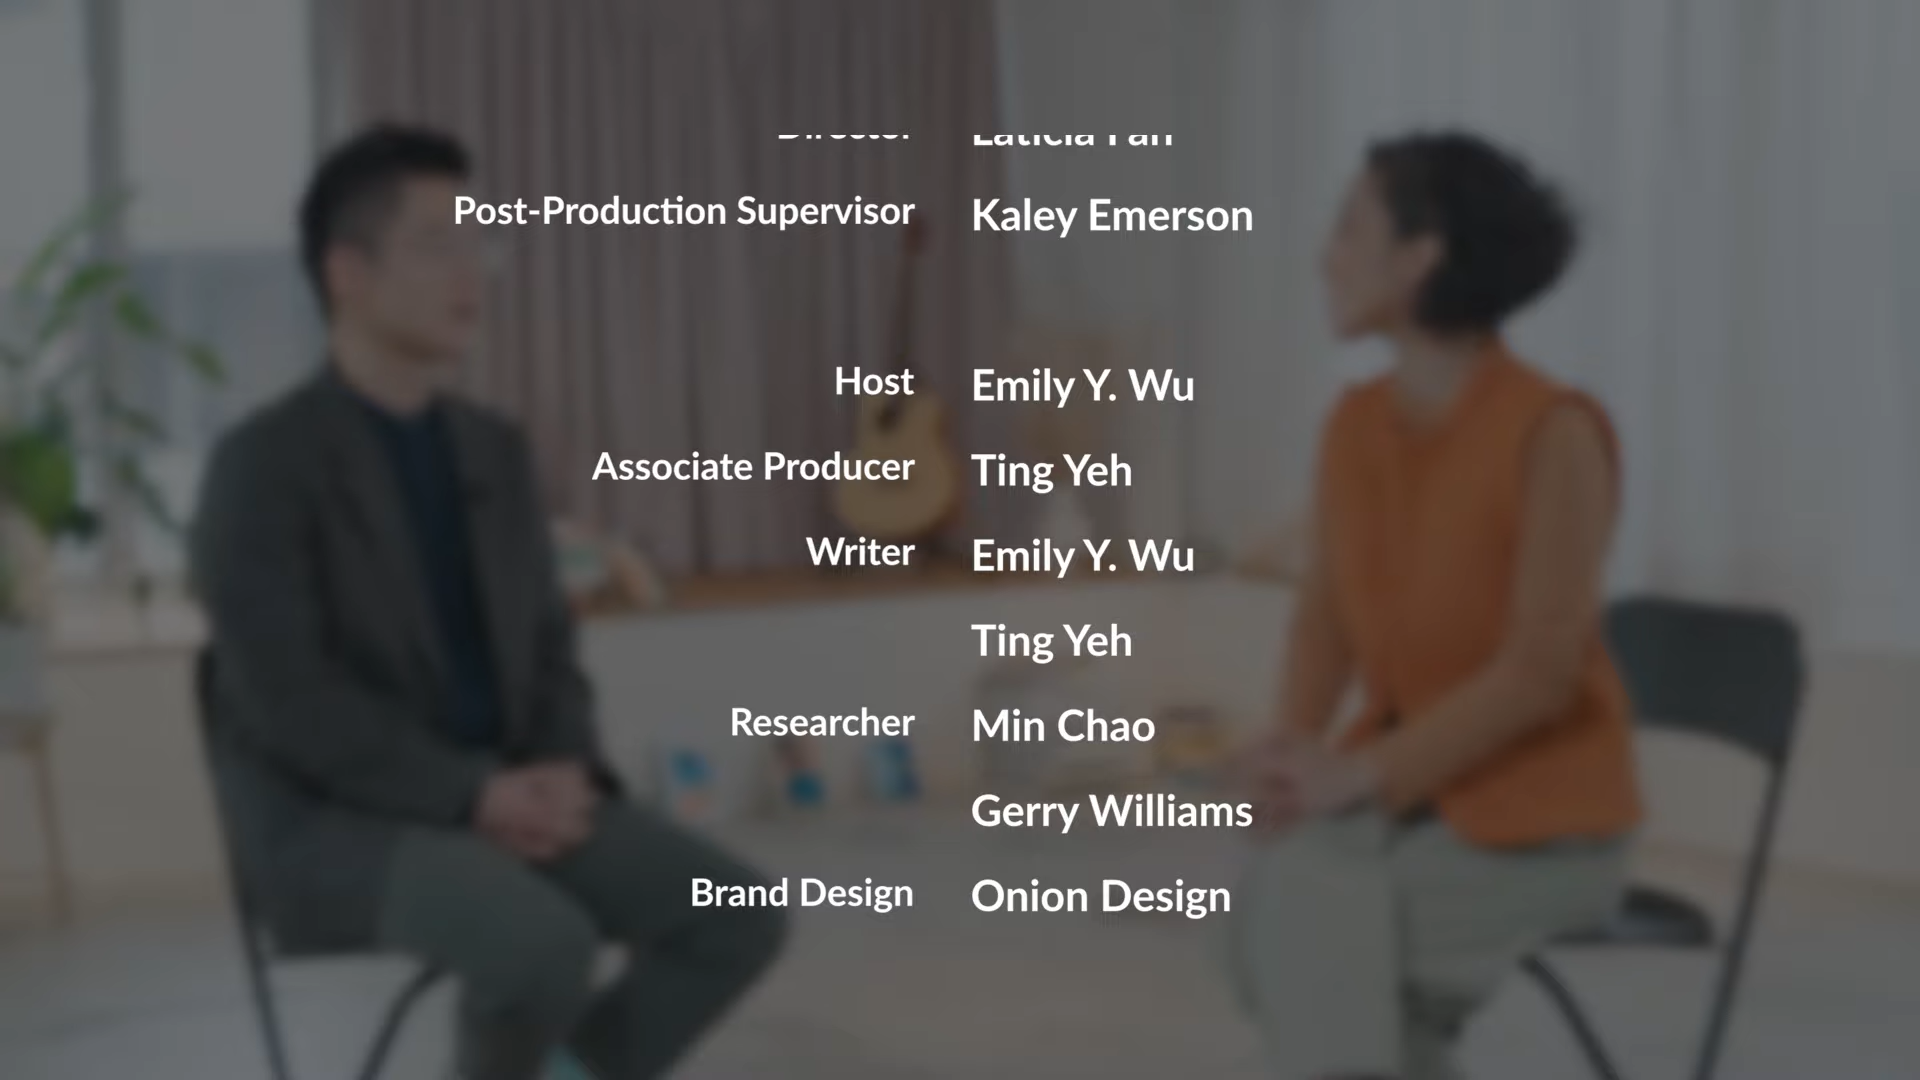 Director
Post-Production Supervisor Kaley Emerson
Host Emily Y. Wu
Associate Producer Ting Yeh
Writer Emily Y. Wu
Ting Yeh
Researcher Min Chao
Gerry Williams
Brand Design Onion Design